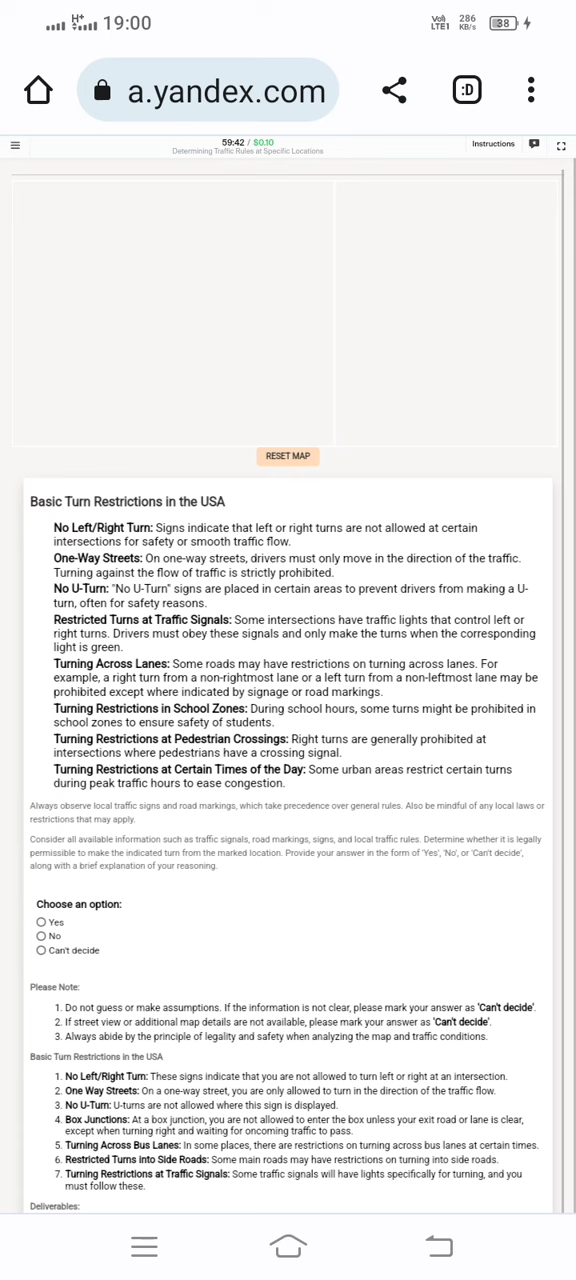 H+ 19:00
Vo) LTE1 286 KB/s 38
a.yandex.com :D
59:42 / $0.10 Instructions
Determining Traffic Rules at Specific Locations
RESET MAP
Basic Turn Restrictions in the USA
No Left/Right Turn: Signs indicate that left or right turns are not allowed at certain
intersections for safety or smooth traffic flow.
One-Way Streets: On one-way streets, drivers must only move in the direction of the traffic.
Turning against the flow of traffic is strictly prohibited.
No U-Turn: "No U-Turn" signs are placed in certain areas to prevent drivers from making a U-
turn, often for safety reasons.
Restricted Turns at Traffic Signals: Some intersections have traffic lights that control left or
right turns. Drivers must obey these signals and only make the turns when the corresponding
light is green.
Turning Across Lanes: Some roads may have restrictions on turning across lanes. For
example, a right turn from a non-rightmost lane or a left turn from a non-leftmost lane may be
prohibited except where indicated by signage or road markings.
Turning Restrictions in School Zones: During school hours, some turns might be prohibited in
school zones to ensure safety of students.
Turning Restrictions at Pedestrian Crossings: Right turns are generally prohibited at
intersections where pedestrians have a crossing signal.
Turning Restrictions at Certain Times of the Day: Some urban areas restrict certain turns
during peak traffic hours to ease congestion.
Always observe local traffic signs and road markings, which take precedence over general rules. Also be mindful of any local laws or
restrictions that may apply.
Consider all available information such as traffic signals, road markings, signs, and local traffic rules. Determine whether it is legally
permissible to make the indicated turn from the marked location. Provide your answer in the form of 'Yes', 'No', or 'Can't decide',
along with a brief explanation of your reasoning.
Choose an option:
Yes
No
Can't decide
Please Note:
1. Do not guess or make assumptions. If the information is not clear, please mark your answer as 'Can't decide'.
2. If street view or additional map details are not available, please mark your answer as 'Can't decide'.
3. Always abide by the principle of legality and safety when analyzing the map and traffic conditions.
Basic Turn Restrictions in the USA
1. No Left/Right Turn: These signs indicate that you are not allowed to turn left or right at an intersection.
2. One Way Streets: On a one-way street, you are only allowed to turn in the direction of the traffic flow.
3. No U-Turn: U-turns are not allowed where this sign is displayed.
4. Box Junctions: At a box junction, you are not allowed to enter the box unless your exit road or lane is clear,
except when turning right and waiting for oncoming traffic to pass.
5. Turning Across Bus Lanes: In some places, there are restrictions on turning across bus lanes at certain times.
6. Restricted Turns into Side Roads: Some main roads may have restrictions on turning into side roads.
7. Turning Restrictions at Traffic Signals: Some traffic signals will have lights specifically for turning, and you
must follow these.
Deliverables: